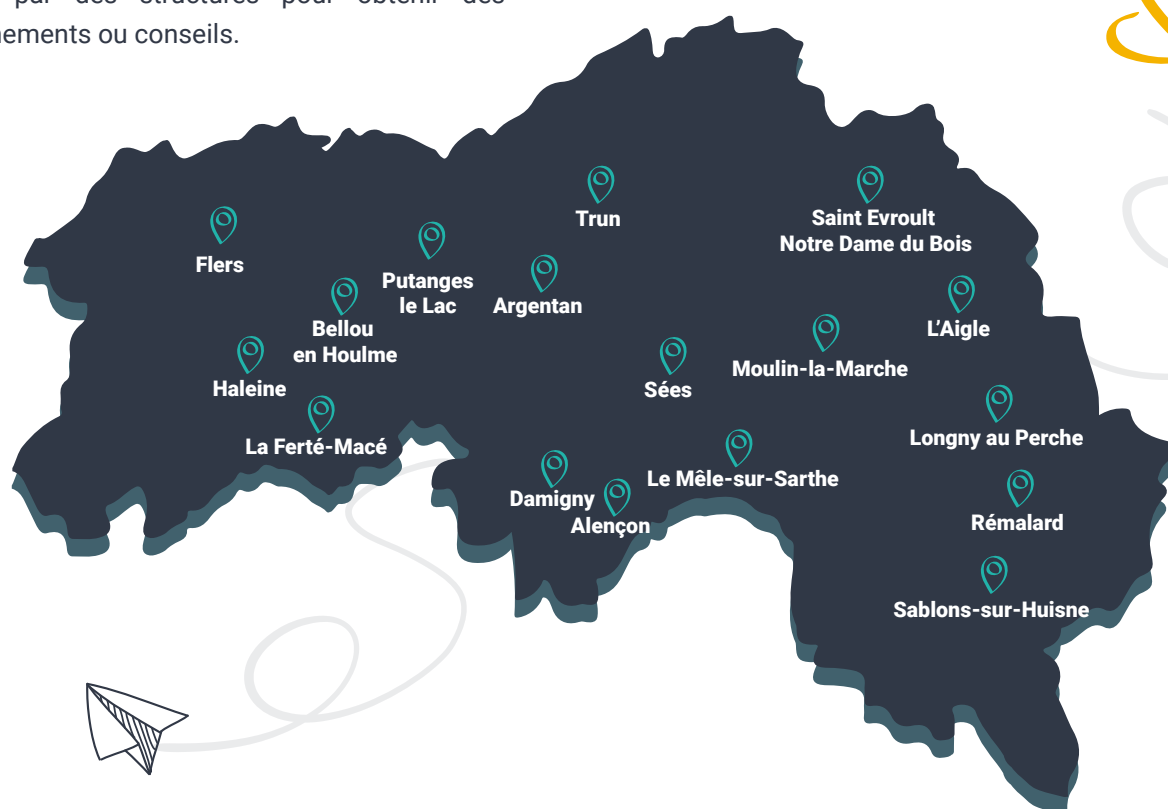 par des structures pour obtenir des
ou conseils.
Trun
Saint Evroult
Notre Dame du Bois
Flers
Putanges
le Lac
Argentan
Bellou
en Houlme
L’Aigle
Moulin-la-Marche
Haleine
Sées
La Ferté-Macé
Longny au Perche
Le Mêle-sur-Sarthe
Damigny
Alençon
Rémalard
Sablons-sur-Huisne